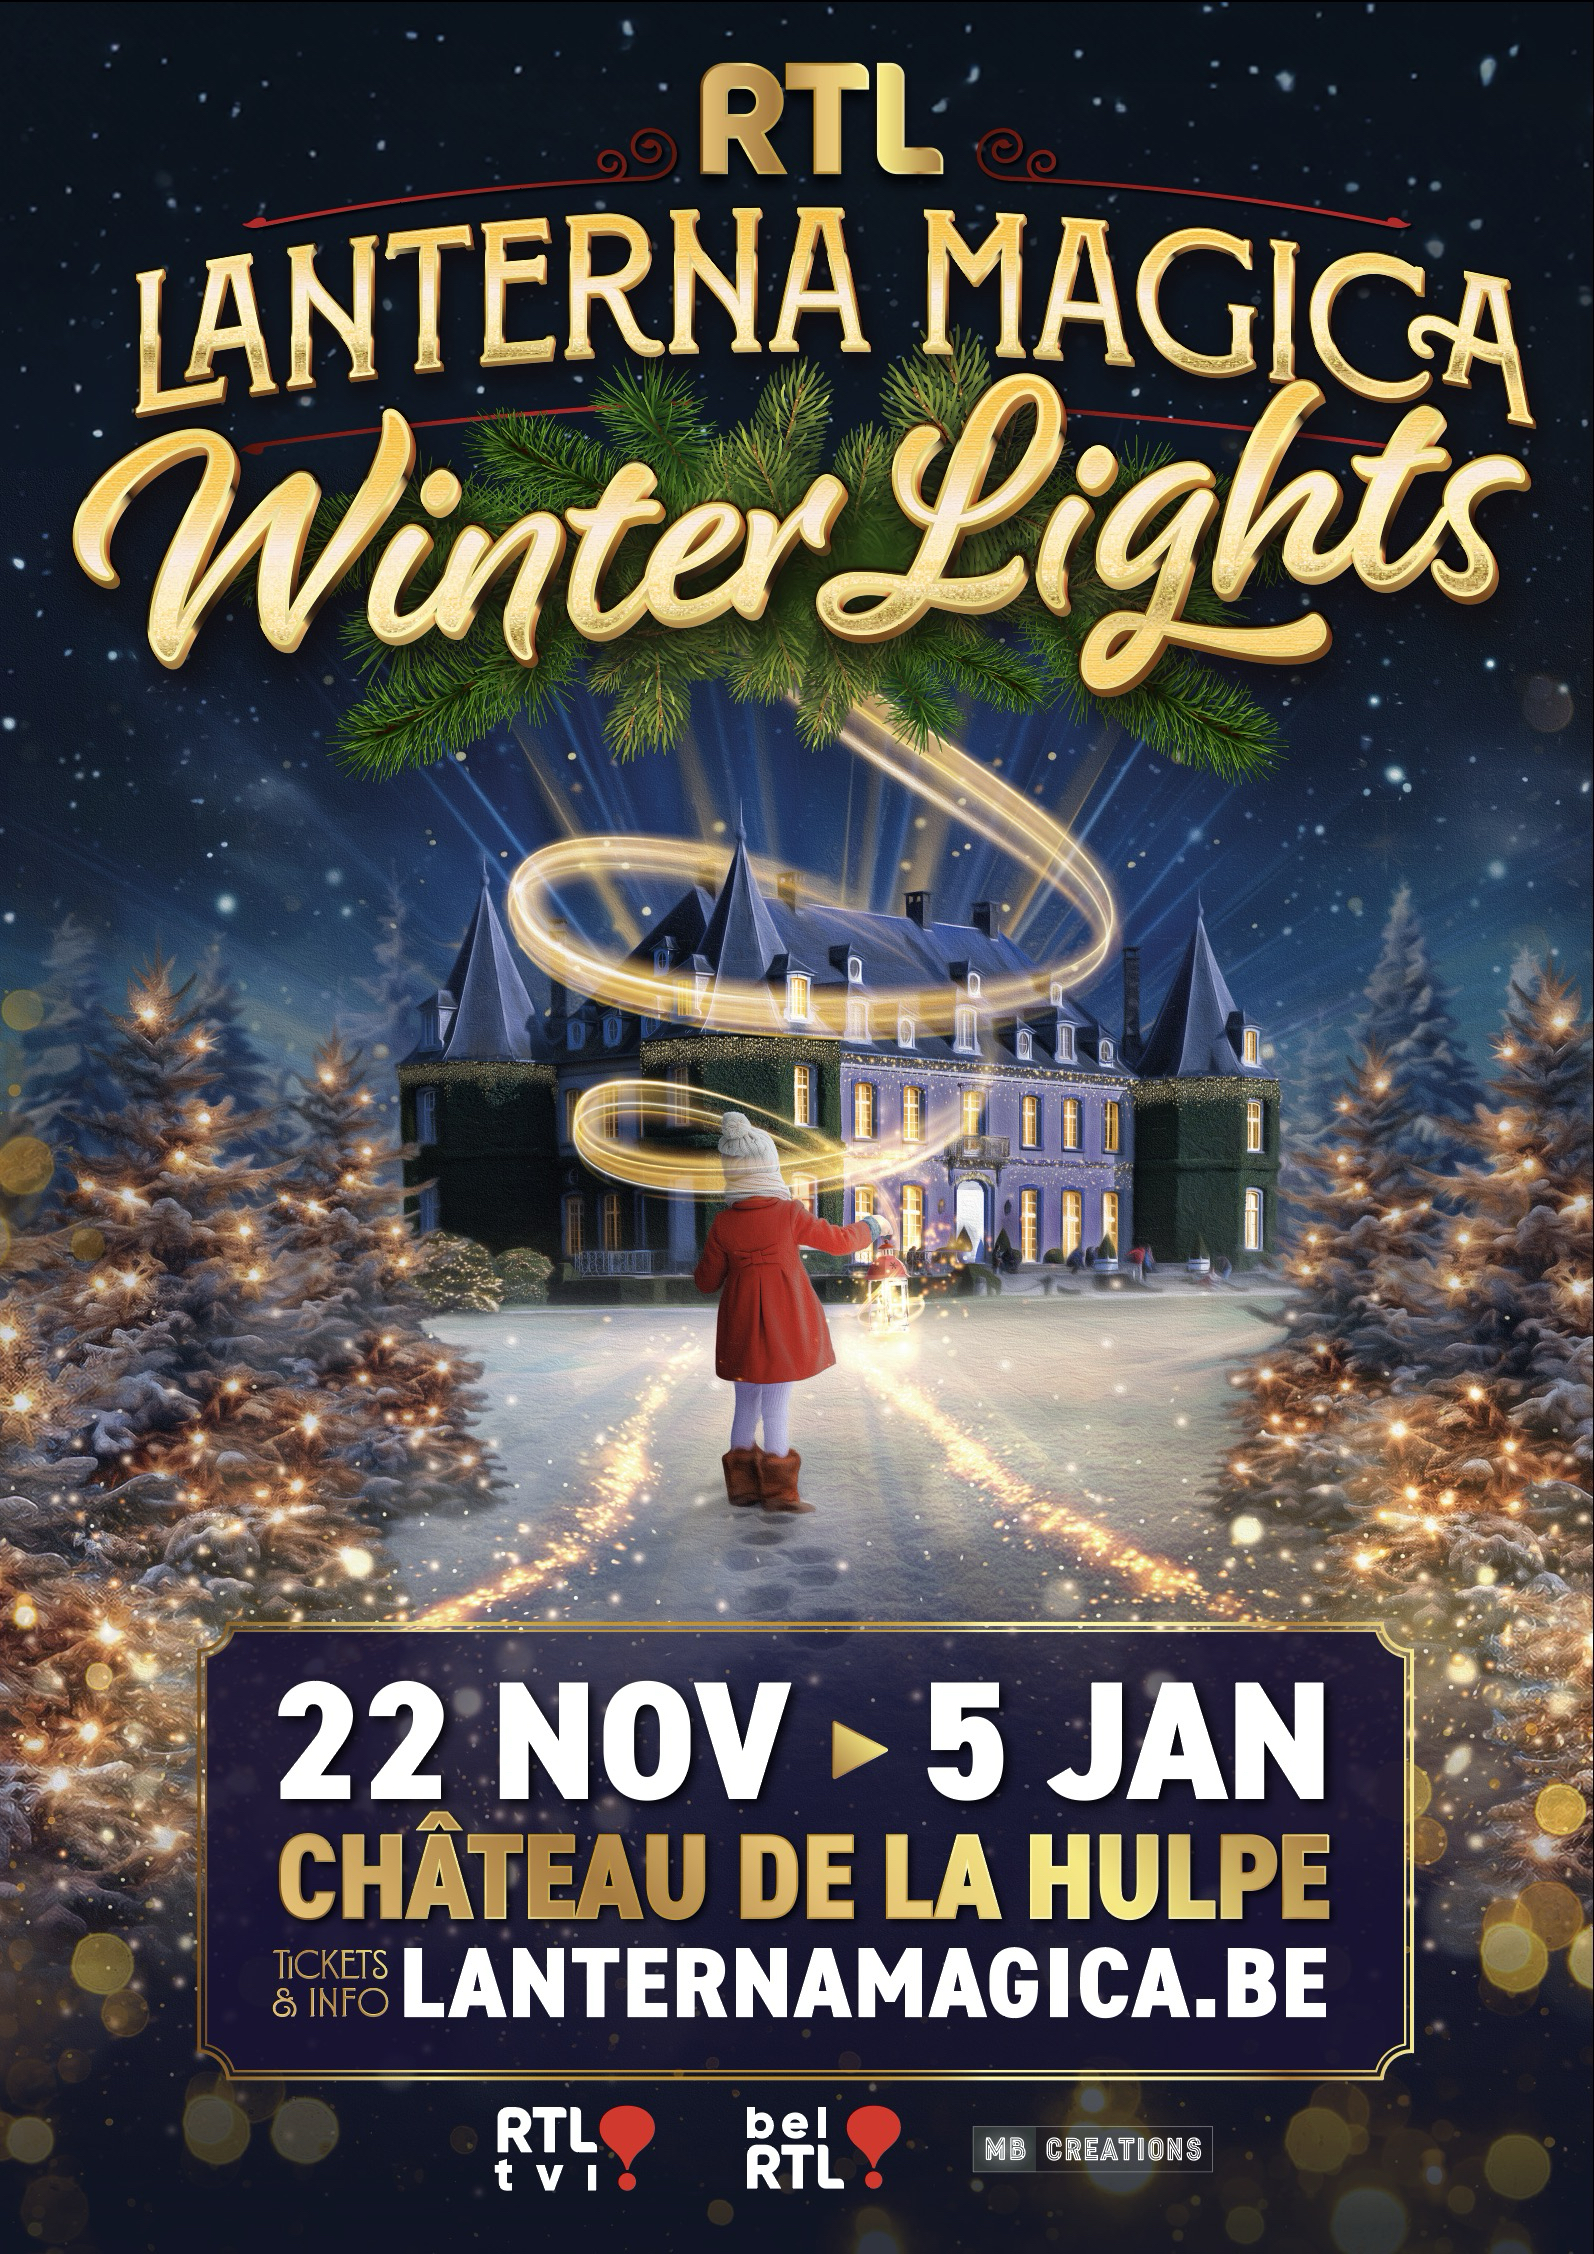 RTL
LANTERNA MAGICA
Winter Lights
22 NOV ▶ 5 JAN
CHÂTEAU DE LA HULPE
TICKETS
& INFO LANTERNAMAGICA.BE
RTL
tvi
bel
RTL
MB CREATIONS